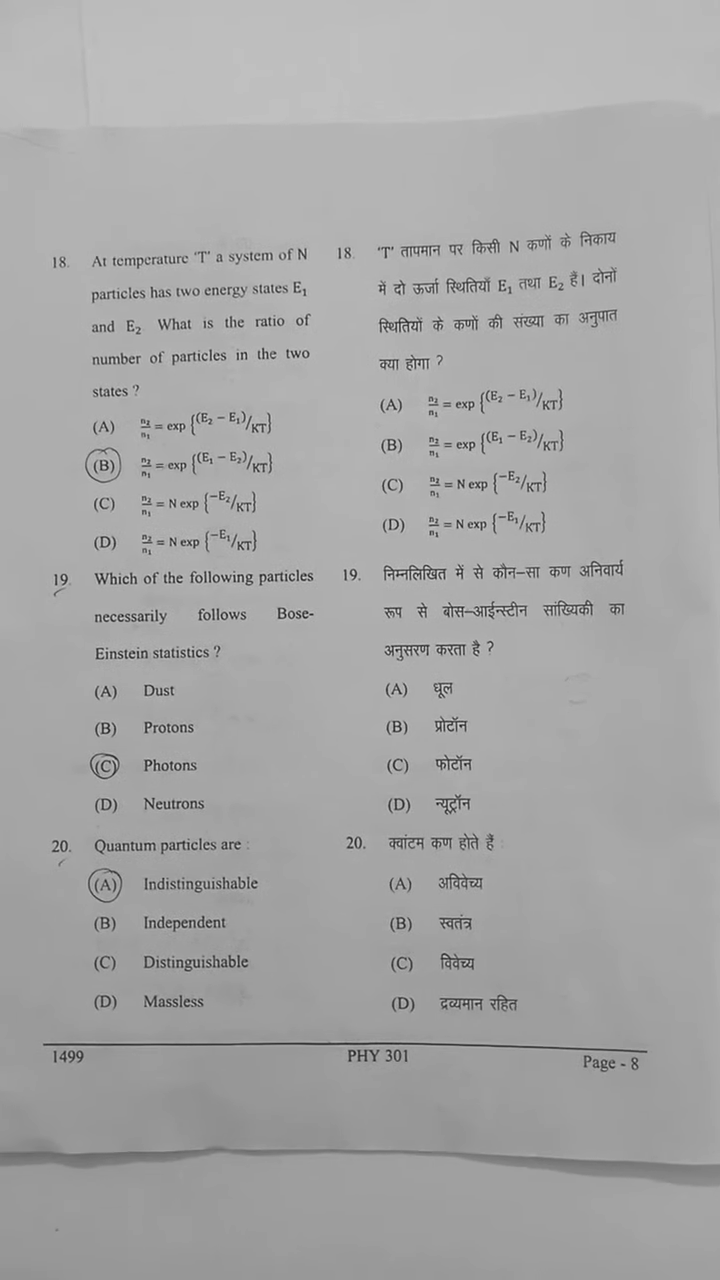 18. At temperature 'T' a system of N
particles has two energy states E₁
and E₂ What is the ratio of
number of particles in the two
states ?
(A) n₂/n₁ = exp {(E₂ − E₁)/KT}
(B) n₂/n₁ = exp {(E₁ − E₂)/KT}
(C) n₂/n₁ = N exp {−E₂/KT}
(D) n₂/n₁ = N exp {−E₁/KT}
19. Which of the following particles
necessarily follows Bose-
Einstein statistics ?
(A) Dust
(B) Protons
(C) Photons
(D) Neutrons
20. Quantum particles are :
(A) Indistinguishable
(B) Independent
(C) Distinguishable
(D) Massless
18. 'T' तापमान पर किसी N कणों के निकाय
में दो ऊर्जा स्थितियाँ E₁ तथा E₂ हैं। दोनों
स्थितियों के कणों की संख्या का अनुपात
क्या होगा ?
(A) n₂/n₁ = exp {(E₂ − E₁)/KT}
(B) n₂/n₁ = exp {(E₁ − E₂)/KT}
(C) n₂/n₁ = N exp {−E₂/KT}
(D) n₂/n₁ = N exp {−E₁/KT}
19. निम्नलिखित में से कौन-सा कण अनिवार्य
रूप से बोस-आईन्स्टीन सांख्यिकी का
अनुसरण करता है ?
(A) धूल
(B) प्रोटॉन
(C) फोटॉन
(D) न्यूट्रॉन
20. क्वांटम कण होते हैं :
(A) अविवेच्य
(B) स्वतंत्र
(C) विवेच्य
(D) द्रव्यमान रहित
1499 PHY 301 Page - 8